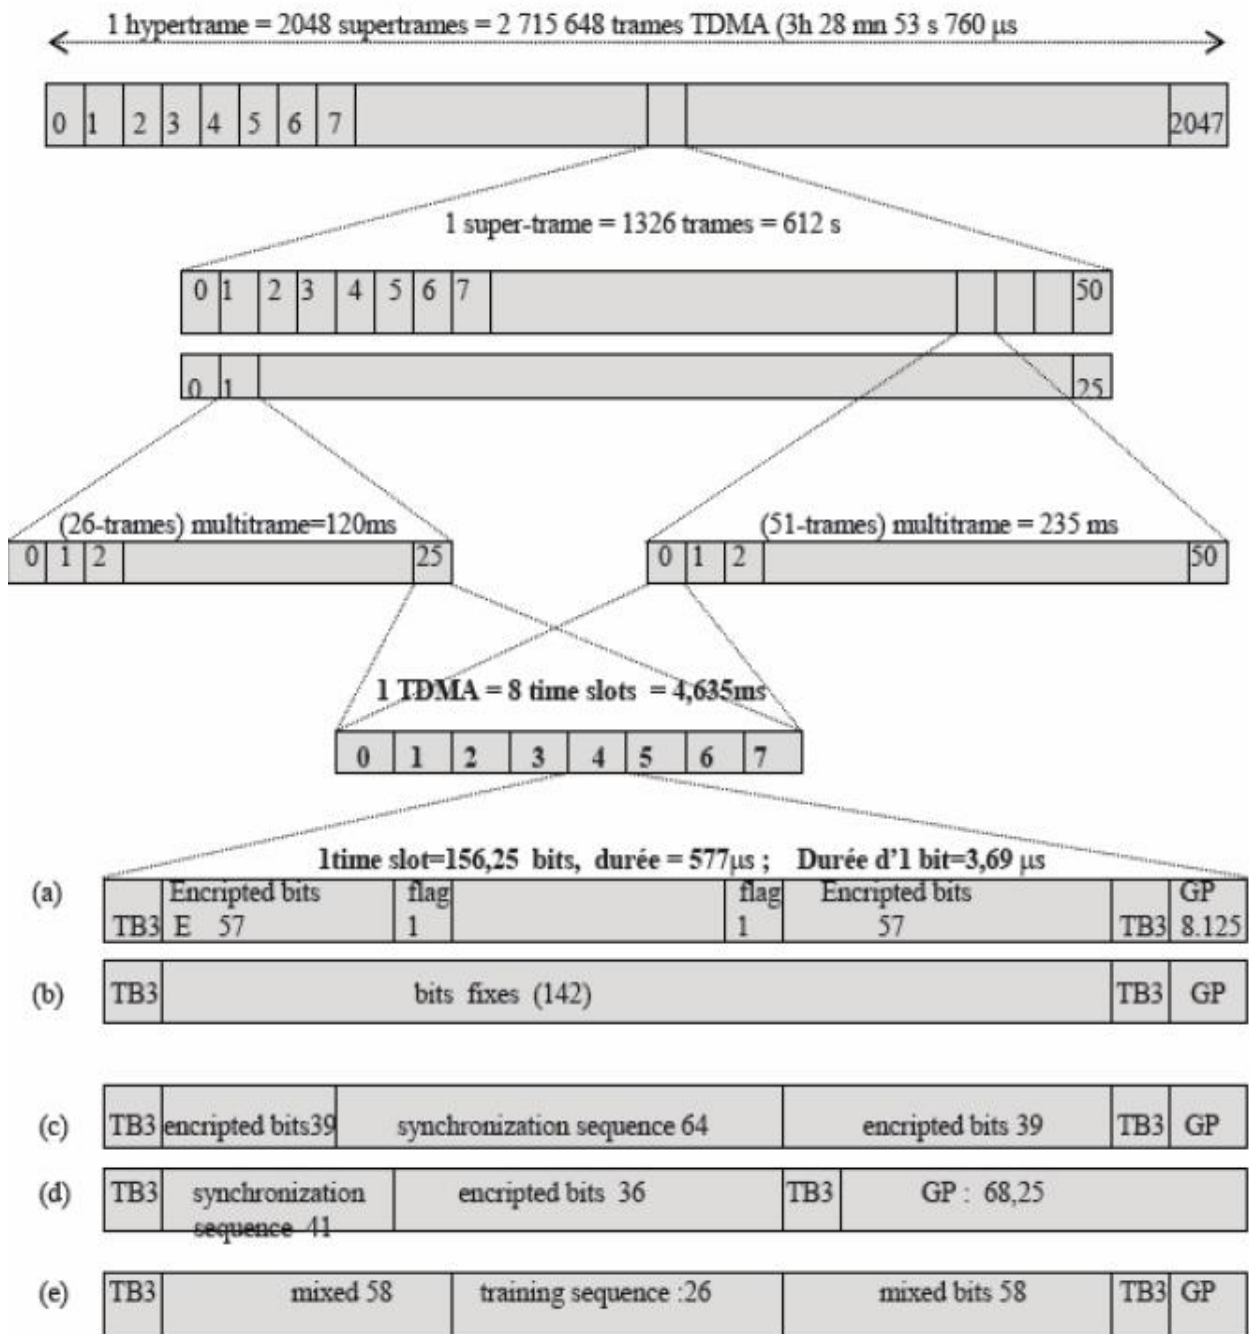 1 hypertrame = 2048 supertrames = 2 715 648 trames TDMA (3h 28 mn 53 s 760 µs
0 1 2 3 4 5 6 7 2047
1 super-trame = 1326 trames = 612 s
0 1 2 3 4 5 6 7 50
0 1 25
(26-trames) multitrame=120ms (51-trames) multitrame = 235 ms
0 1 2 25 0 1 2 50
1 TDMA = 8 time slots = 4,635ms
0 1 2 3 4 5 6 7
1time slot=156,25 bits, durée = 577µs ; Durée d'1 bit=3,69 µs
(a) Encripted bits flag flag Encripted bits GP
TB3 E 57 1 1 57 TB3 8.125
(b) TB3 bits fixes (142) TB3 GP
(c) TB3 encripted bits39 synchronization sequence 64 encripted bits 39 TB3 GP
(d) TB3 synchronization encripted bits 36 TB3 GP : 68,25
sequence 41
(e) TB3 mixed 58 training sequence :26 mixed bits 58 TB3 GP